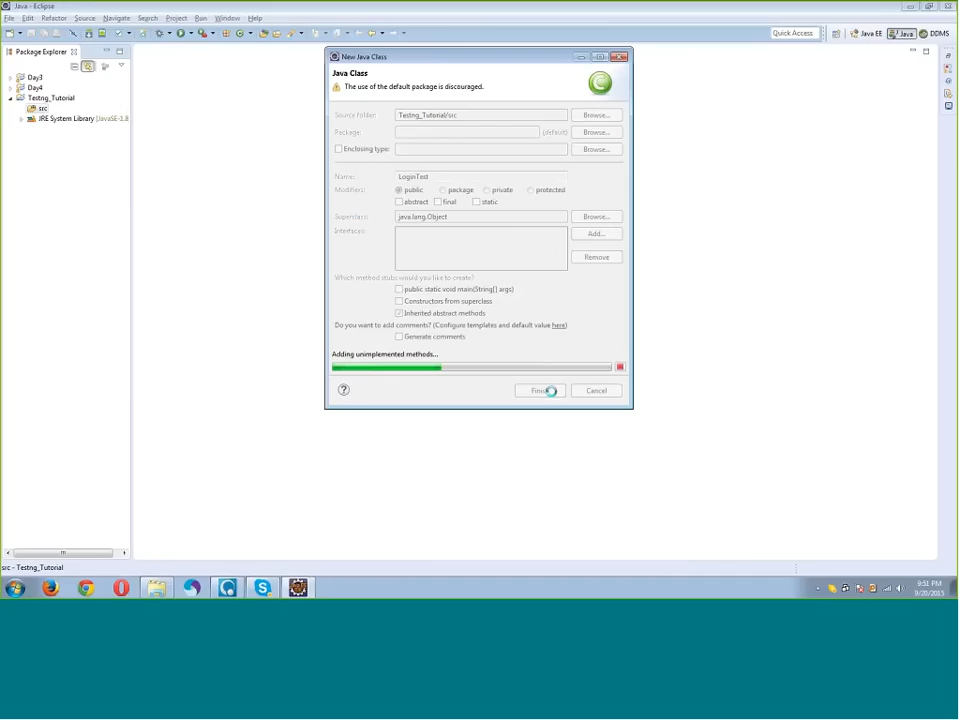 Java - Eclipse
File Edit Refactor Source Navigate Search Project Run Window Help
Quick Access Java EE Java DDMS
Package Explorer
Day3
Day4
Testng_Tutorial
src
JRE System Library [JavaSE-1.8
New Java Class
Java Class
The use of the default package is discouraged.
Source folder: Testng_Tutorial/src Browse...
Package: (default) Browse...
Enclosing type: Browse...
Name: LoginTest
Modifiers: public package private protected
abstract final static
Superclass: java.lang.Object Browse...
Interfaces: Add...
Remove
Which method stubs would you like to create?
public static void main(String[] args)
Constructors from superclass
Inherited abstract methods
Do you want to add comments? (Configure templates and default value here)
Generate comments
Adding unimplemented methods...
Finish Cancel
src - Testng_Tutorial
9:51 PM
9/20/2015